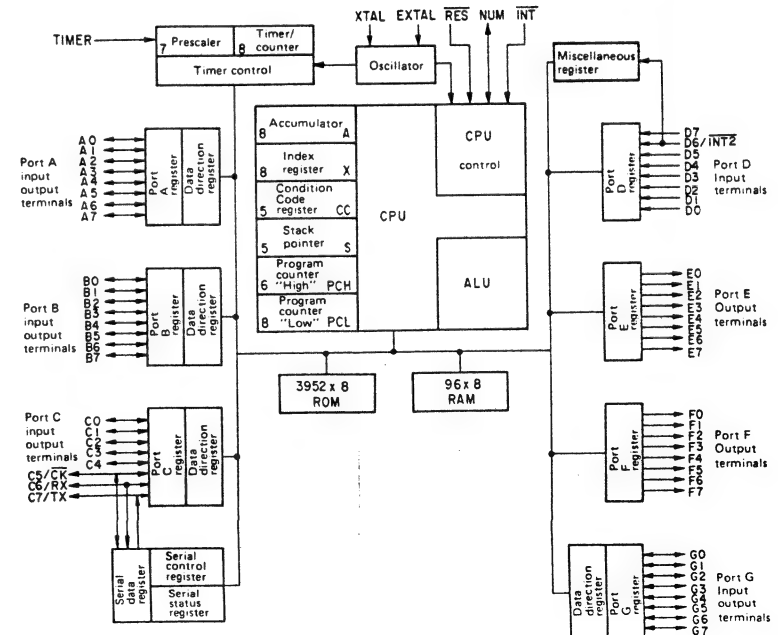 XTAL EXTAL RES NUM INT
TIMER
7 Prescaler
8 Timer/
counter
Timer control
Oscillator
Miscellaneous
register
8 Accumulator A
8 Index
register X
Condition
Code
5 register CC
Stack
5 pointer S
Program
counter
6 "High" PCH
Program
counter
8 "Low" PCL
CPU
CPU
control
ALU
3952 x 8
ROM
96 x 8
RAM
Port A
input
output
terminals
A0
A1
A2
A3
A4
A5
A6
A7
Port
A
register
Data
direction
register
Port B
input
output
terminals
B0
B1
B2
B3
B4
B5
B6
B7
Port
B
register
Data
direction
register
Port C
input
output
terminals
C0
C1
C2
C3
C4
C5/CK
C6/RX
C7/TX
Port
C
register
Data
direction
register
Serial
data
register
Serial
control
register
Serial
status
register
Port
D
register
D7
D6/INT2
D5
D4
D3
D2
D1
D0
Port D
Input
terminals
Port
E
register
E0
E1
E2
E3
E4
E5
E6
E7
Port E
Output
terminals
Port
F
register
F0
F1
F2
F3
F4
F5
F6
F7
Port F
Output
terminals
Data
direction
register
Port
G
register
G0
G1
G2
G3
G4
G5
G6
G7
Port G
Input
output
terminals